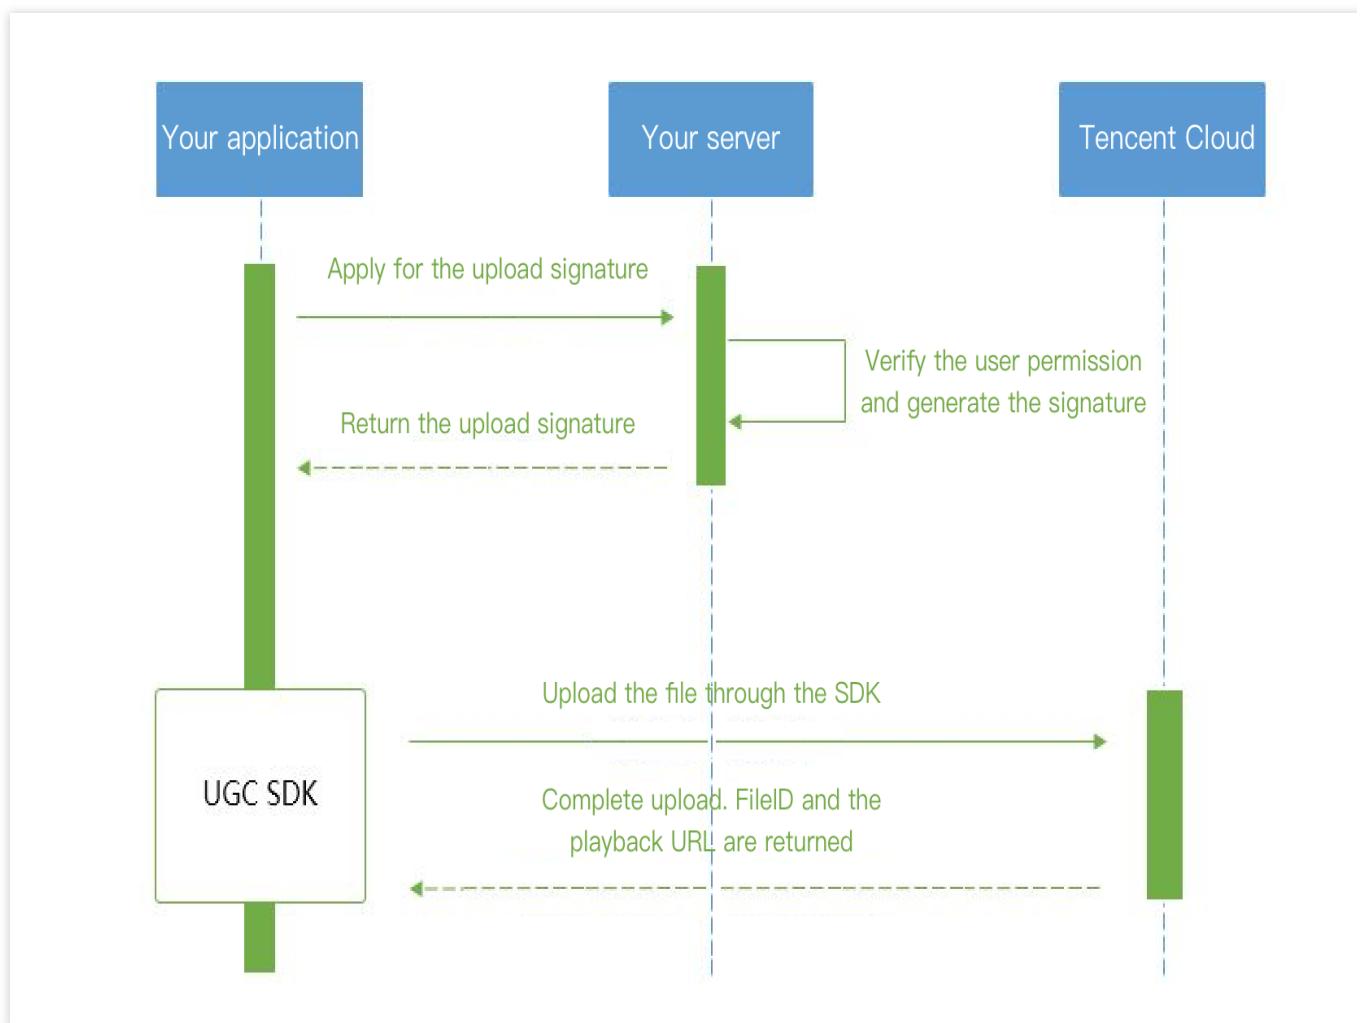 Your application
Your server
Tencent Cloud
Apply for the upload signature
Verify the user permission
and generate the signature
Return the upload signature
Upload the file through the SDK
UGC SDK
Complete upload. FileID and the
playback URL are returned